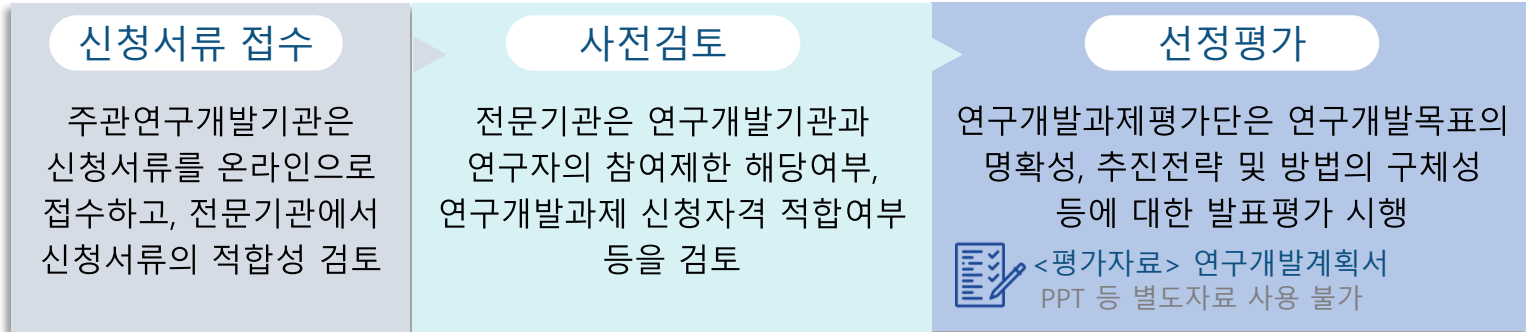 신청서류 접수
주관연구개발기관은
신청서류를 온라인으로
접수하고, 전문기관에서
신청서류의 적합성 검토
사전검토
전문기관은 연구개발기관과
연구자의 참여제한 해당여부,
연구개발과제 신청자격 적합여부
등을 검토
선정평가
연구개발과제평가단은 연구개발목표의
명확성, 추진전략 및 방법의 구체성
등에 대한 발표평가 시행
<평가자료> 연구개발계획서
PPT 등 별도자료 사용 불가